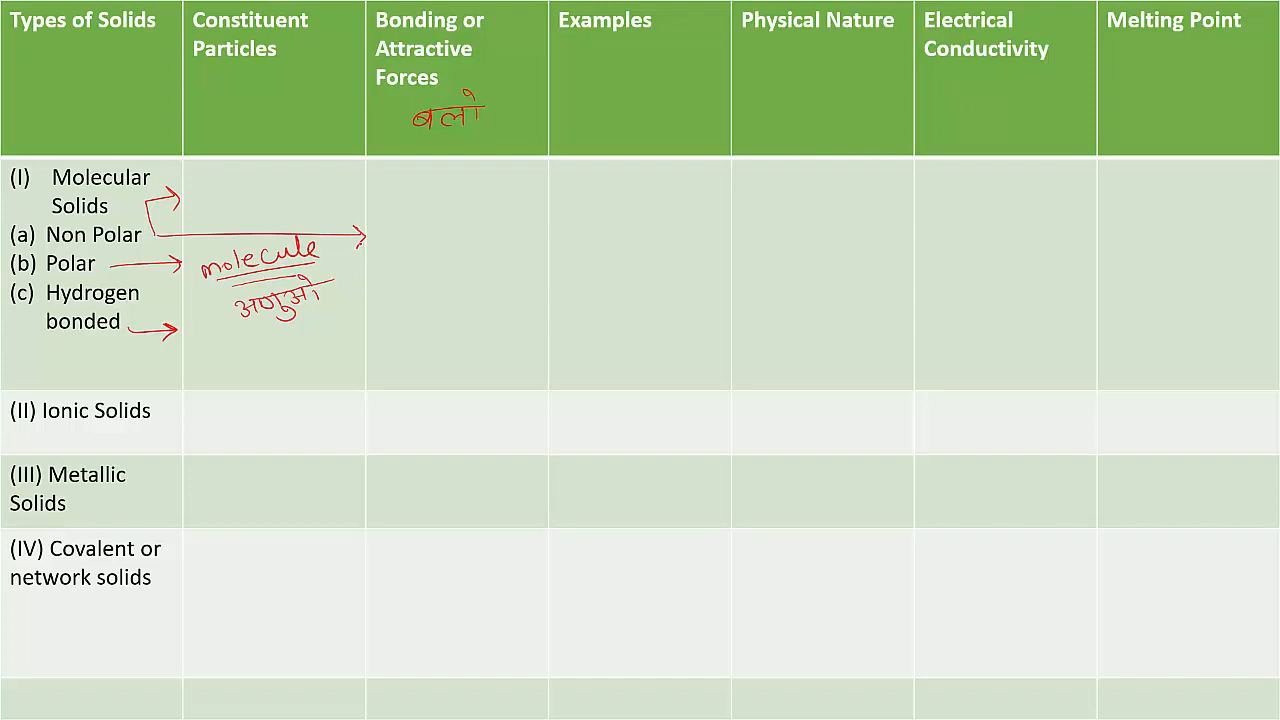 Types of Solids
Constituent
Particles
Bonding or
Attractive
Forces
बलो
Examples
Physical Nature
Electrical
Conductivity
Melting Point
(I) Molecular
Solids
(a) Non Polar
(b) Polar
(c) Hydrogen
bonded
molecule
अणुओ
(II) Ionic Solids
(III) Metallic
Solids
(IV) Covalent or
network solids